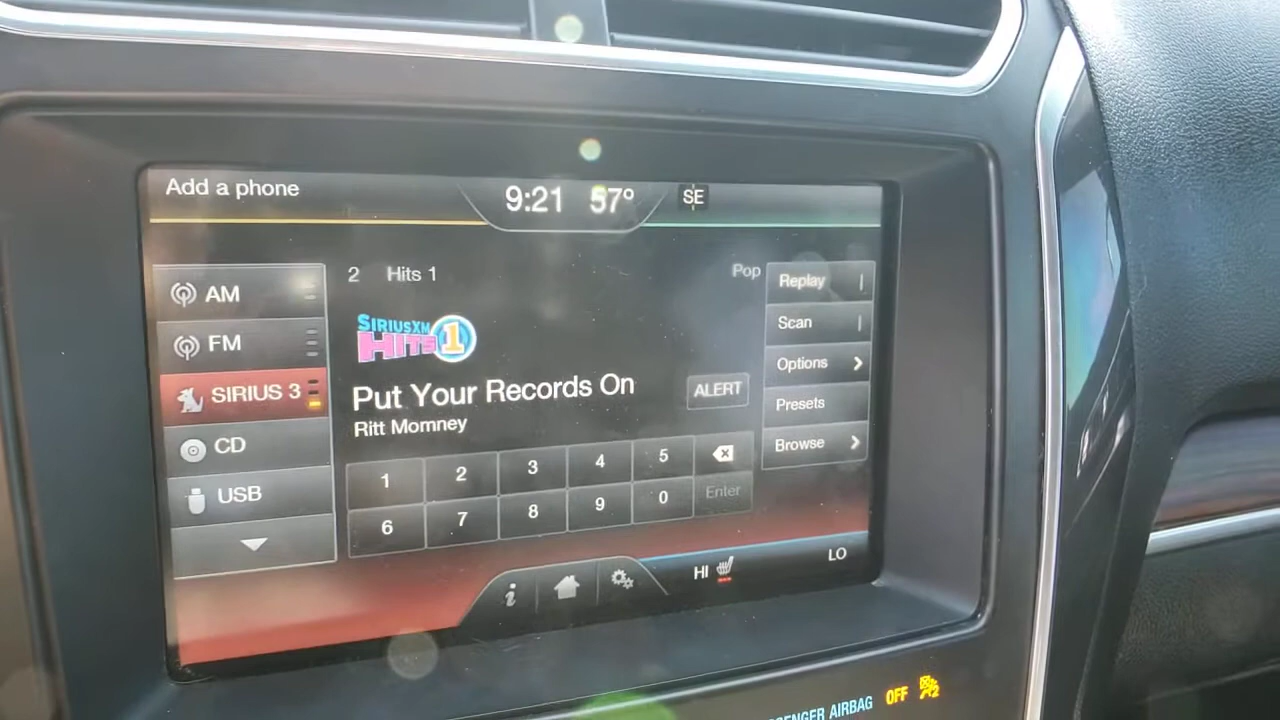 Add a phone
9:21 57° SE
AM
FM
SIRIUS 3
CD
USB
2 Hits 1 Pop
SIRIUSXM
HITS 1
Put Your Records On
Ritt Momney
ALERT
1 2 3 4 5
6 7 8 9 0 Enter
Replay
Scan
Options
Presets
Browse
HI LO
AIRBAG OFF